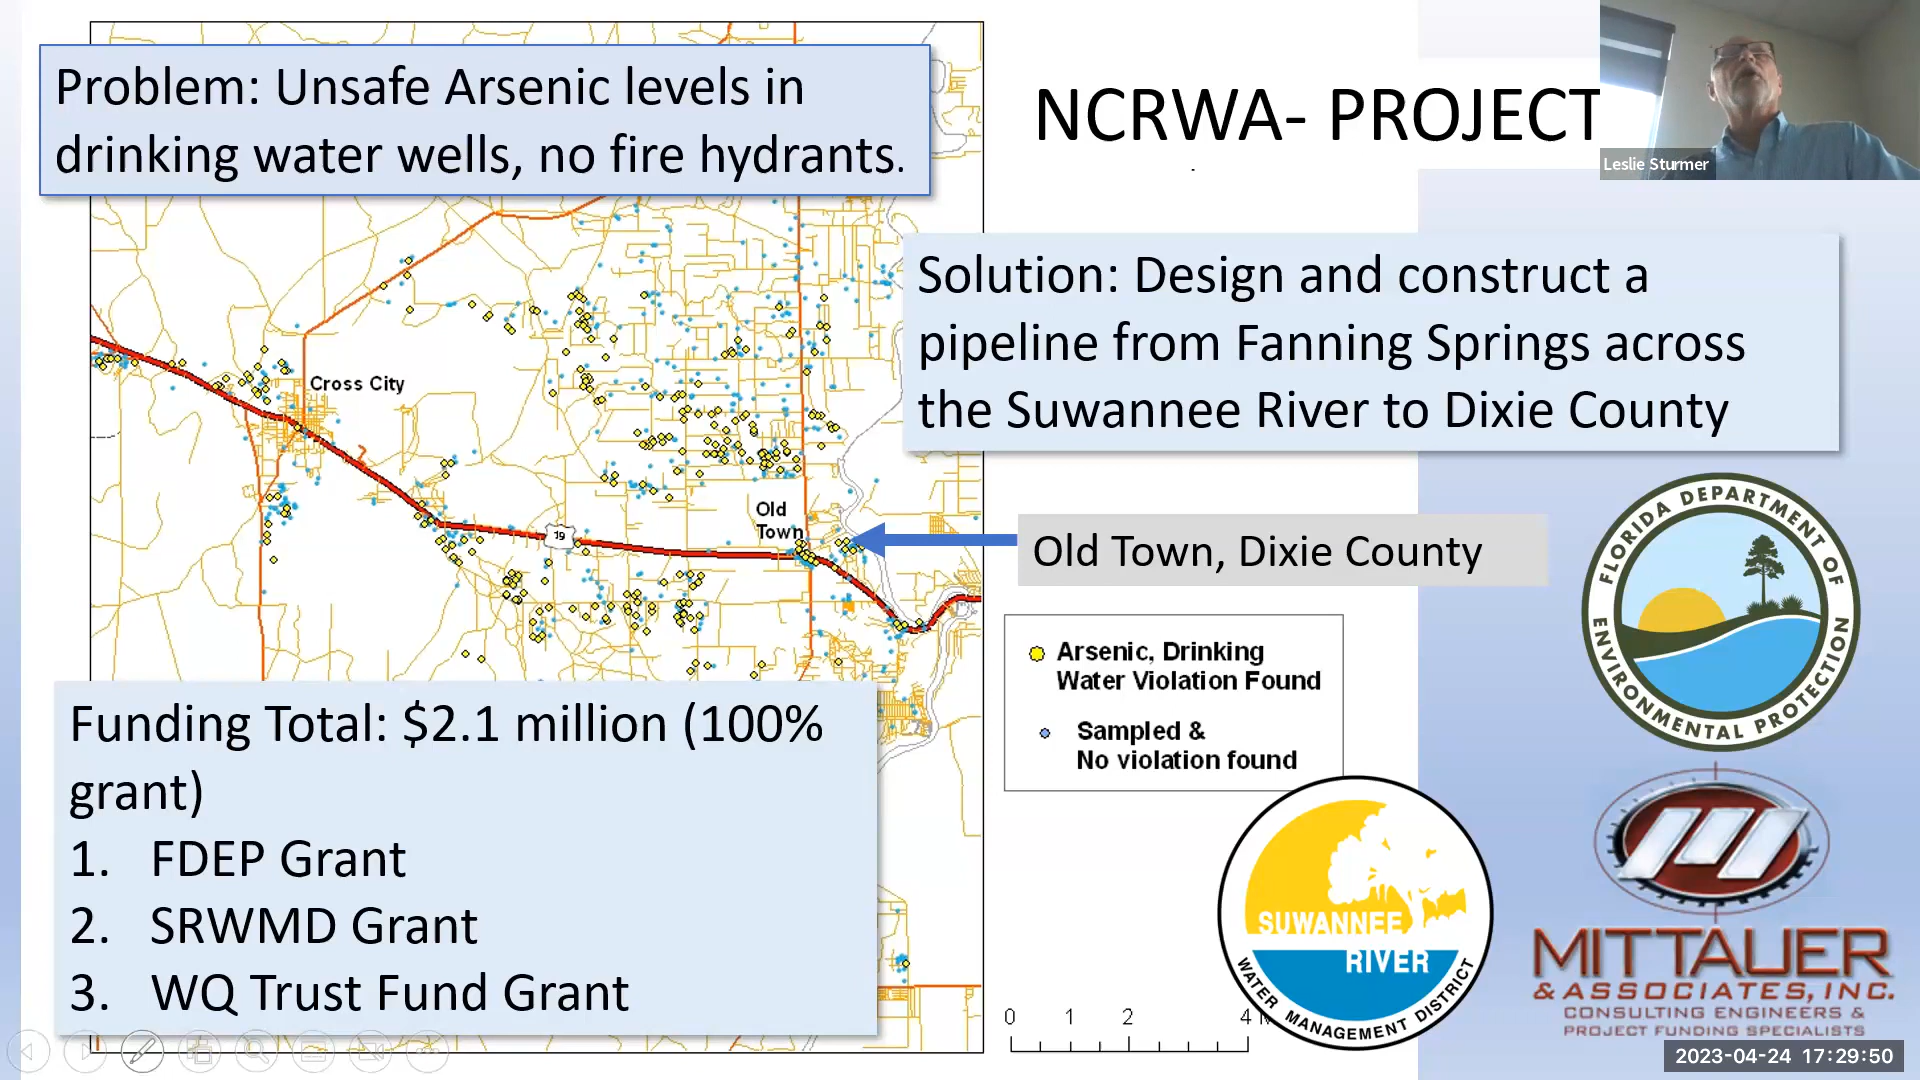 Problem: Unsafe Arsenic levels in
drinking water wells, no fire hydrants.
NCRWA- PROJECT
Leslie Sturmer
Solution: Design and construct a
pipeline from Fanning Springs across
the Suwannee River to Dixie County
Cross City
Old
Town
19
Old Town, Dixie County
Arsenic, Drinking
Water Violation Found
Sampled &
No violation found
Funding Total: $2.1 million (100%
grant)
1. FDEP Grant
2. SRWMD Grant
3. WQ Trust Fund Grant
0 1 2 4
FLORIDA DEPARTMENT OF
ENVIRONMENTAL PROTECTION
SUWANNEE
RIVER
WATER MANAGEMENT DISTRICT
MITTAUER
& ASSOCIATES, INC.
CONSULTING ENGINEERS &
PROJECT FUNDING SPECIALISTS
2023-04-24 17:29:50